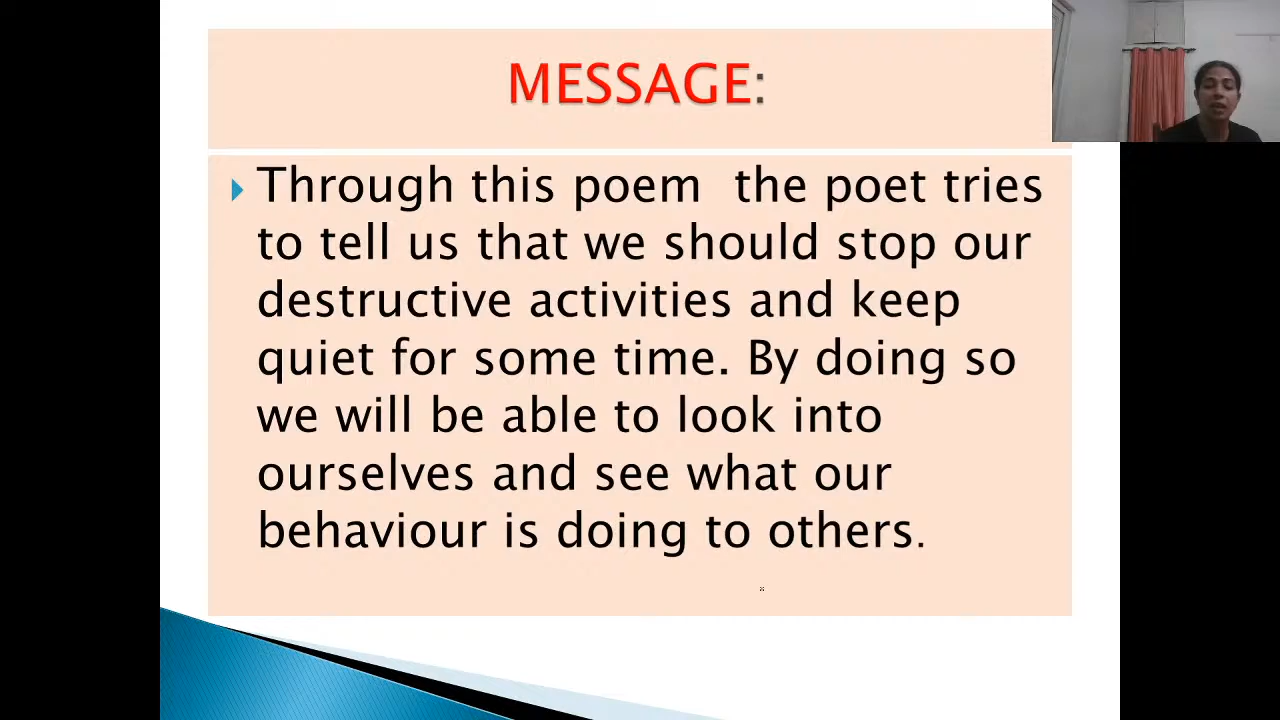 MESSAGE:
Through this poem the poet tries
to tell us that we should stop our
destructive activities and keep
quiet for some time. By doing so
we will be able to look into
ourselves and see what our
behaviour is doing to others.